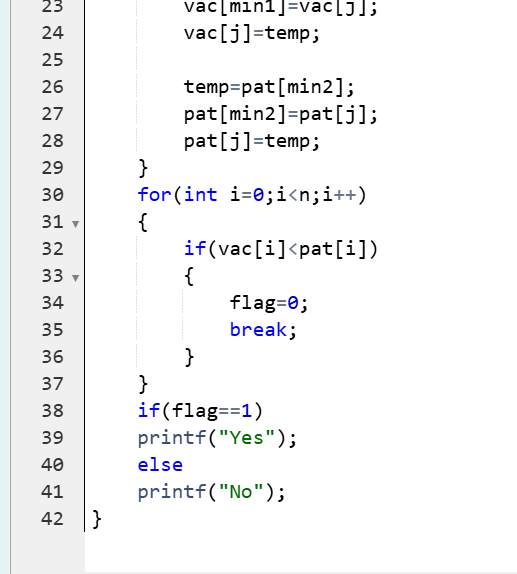 23 vac[min1]=vac[j];
24 vac[j]=temp;
25
26 temp=pat[min2];
27 pat[min2]=pat[j];
28 pat[j]=temp;
29 }
30 for(int i=0;i<n;i++)
31 {
32 if(vac[i]<pat[i])
33 {
34 flag=0;
35 break;
36 }
37 }
38 if(flag==1)
39 printf("Yes");
40 else
41 printf("No");
42 }